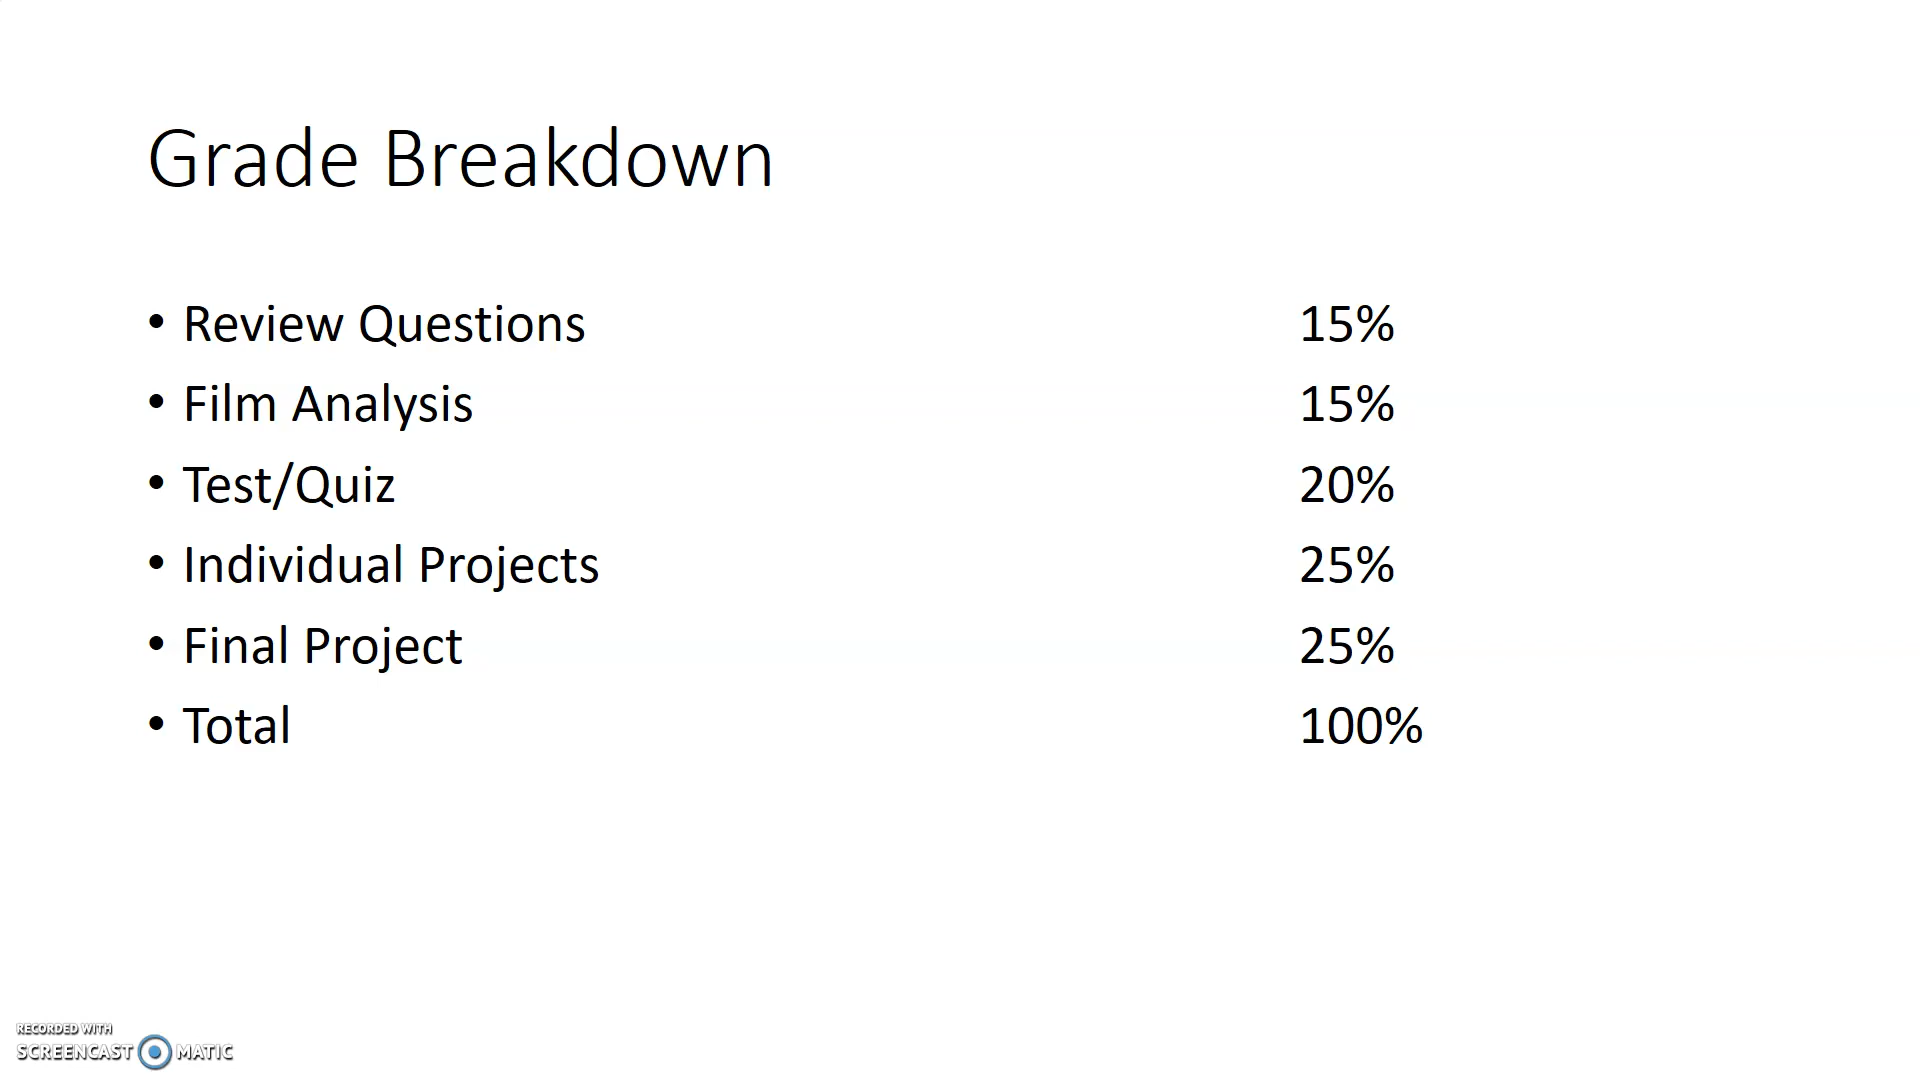 Grade Breakdown
• Review Questions 15%
• Film Analysis 15%
• Test/Quiz 20%
• Individual Projects 25%
• Final Project 25%
• Total 100%
RECORDED WITH
SCREENCAST MATIC